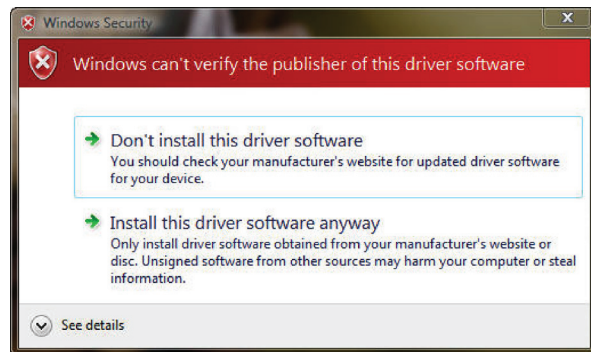 Windows Security
Windows can't verify the publisher of this driver software
Don't install this driver software
You should check your manufacturer's website for updated driver software
for your device.
Install this driver software anyway
Only install driver software obtained from your manufacturer's website or
disc. Unsigned software from other sources may harm your computer or steal
information.
See details